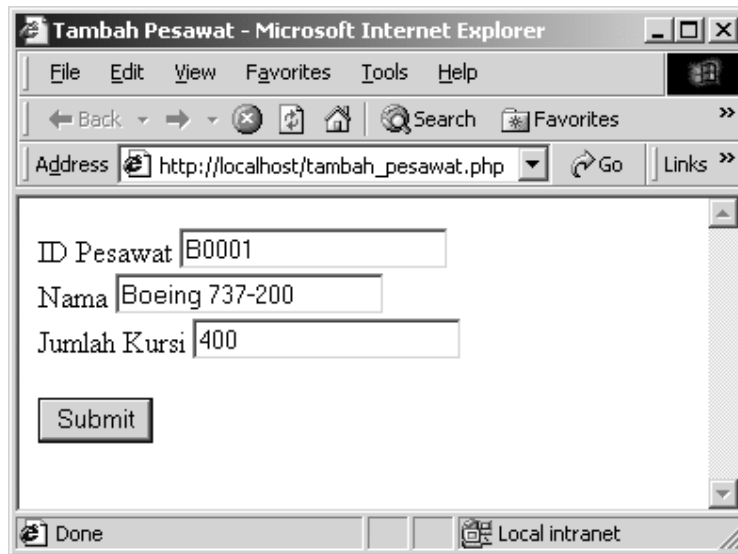 Tambah Pesawat - Microsoft Internet Explorer
File Edit View Favorites Tools Help
Back Search Favorites »
Address http://localhost/tambah_pesawat.php Go Links »
ID Pesawat B0001
Nama Boeing 737-200
Jumlah Kursi 400
Submit
Done Local intranet